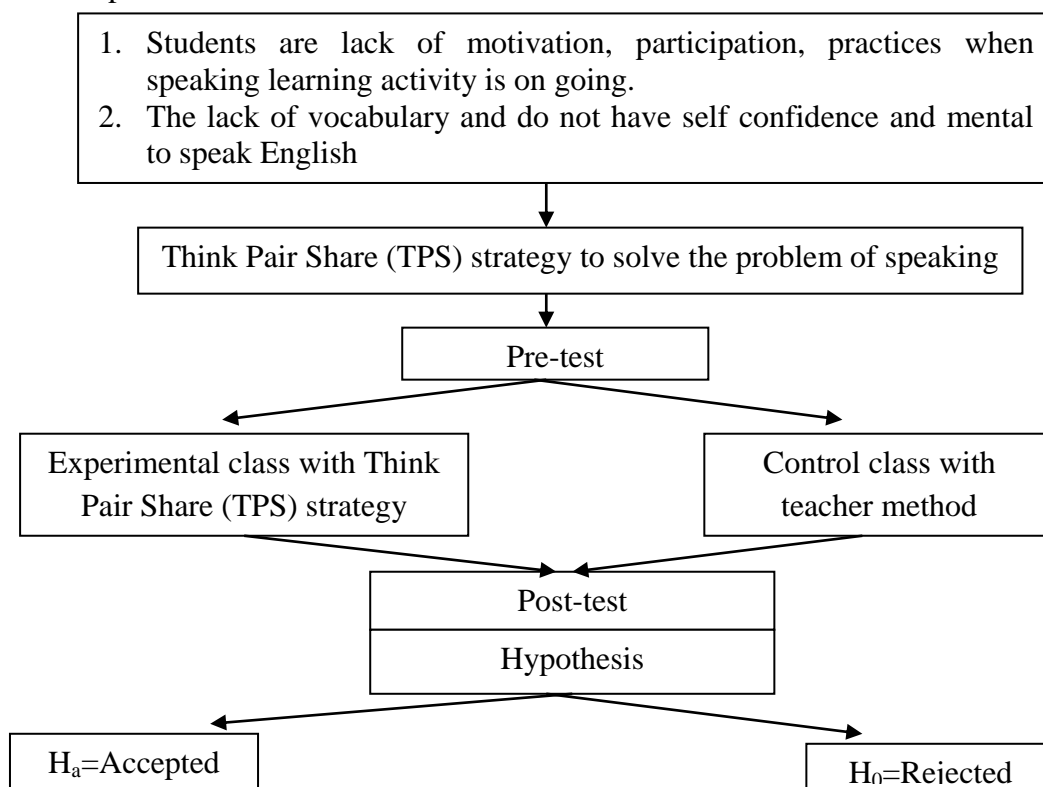 1. Students are lack of motivation, participation, practices when
speaking learning activity is on going.
2. The lack of vocabulary and do not have self confidence and mental
to speak English
Think Pair Share (TPS) strategy to solve the problem of speaking
Pre-test
Experimental class with Think
Pair Share (TPS) strategy
Control class with
teacher method
Post-test
Hypothesis
Hₐ=Accepted
H₀=Rejected